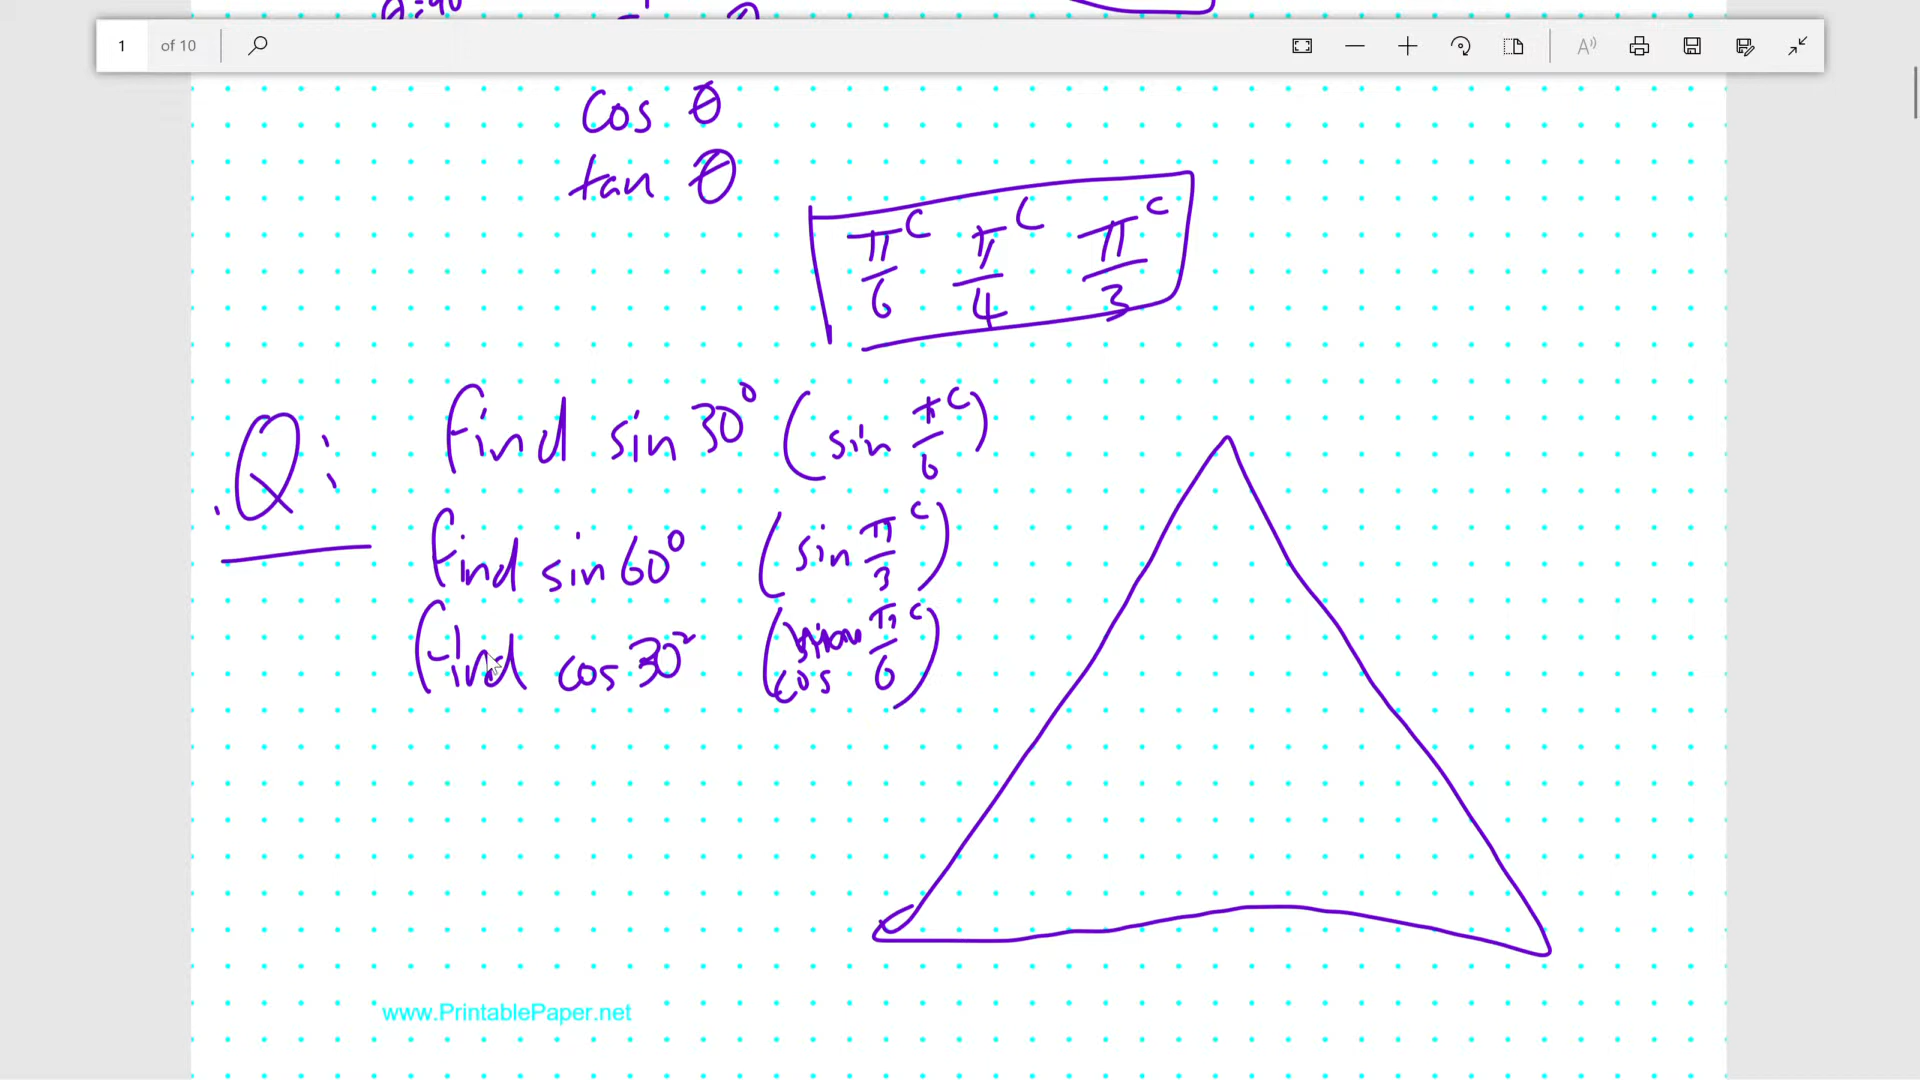 1 of 10
cos θ
tan θ
π/6 ᶜ π/4 ᶜ π/3 ᶜ
Q: find sin 30° (sin π/6 ᶜ)
find sin 60° (sin π/3 ᶜ)
find cos 30° (cos π/6 ᶜ)
www.PrintablePaper.net